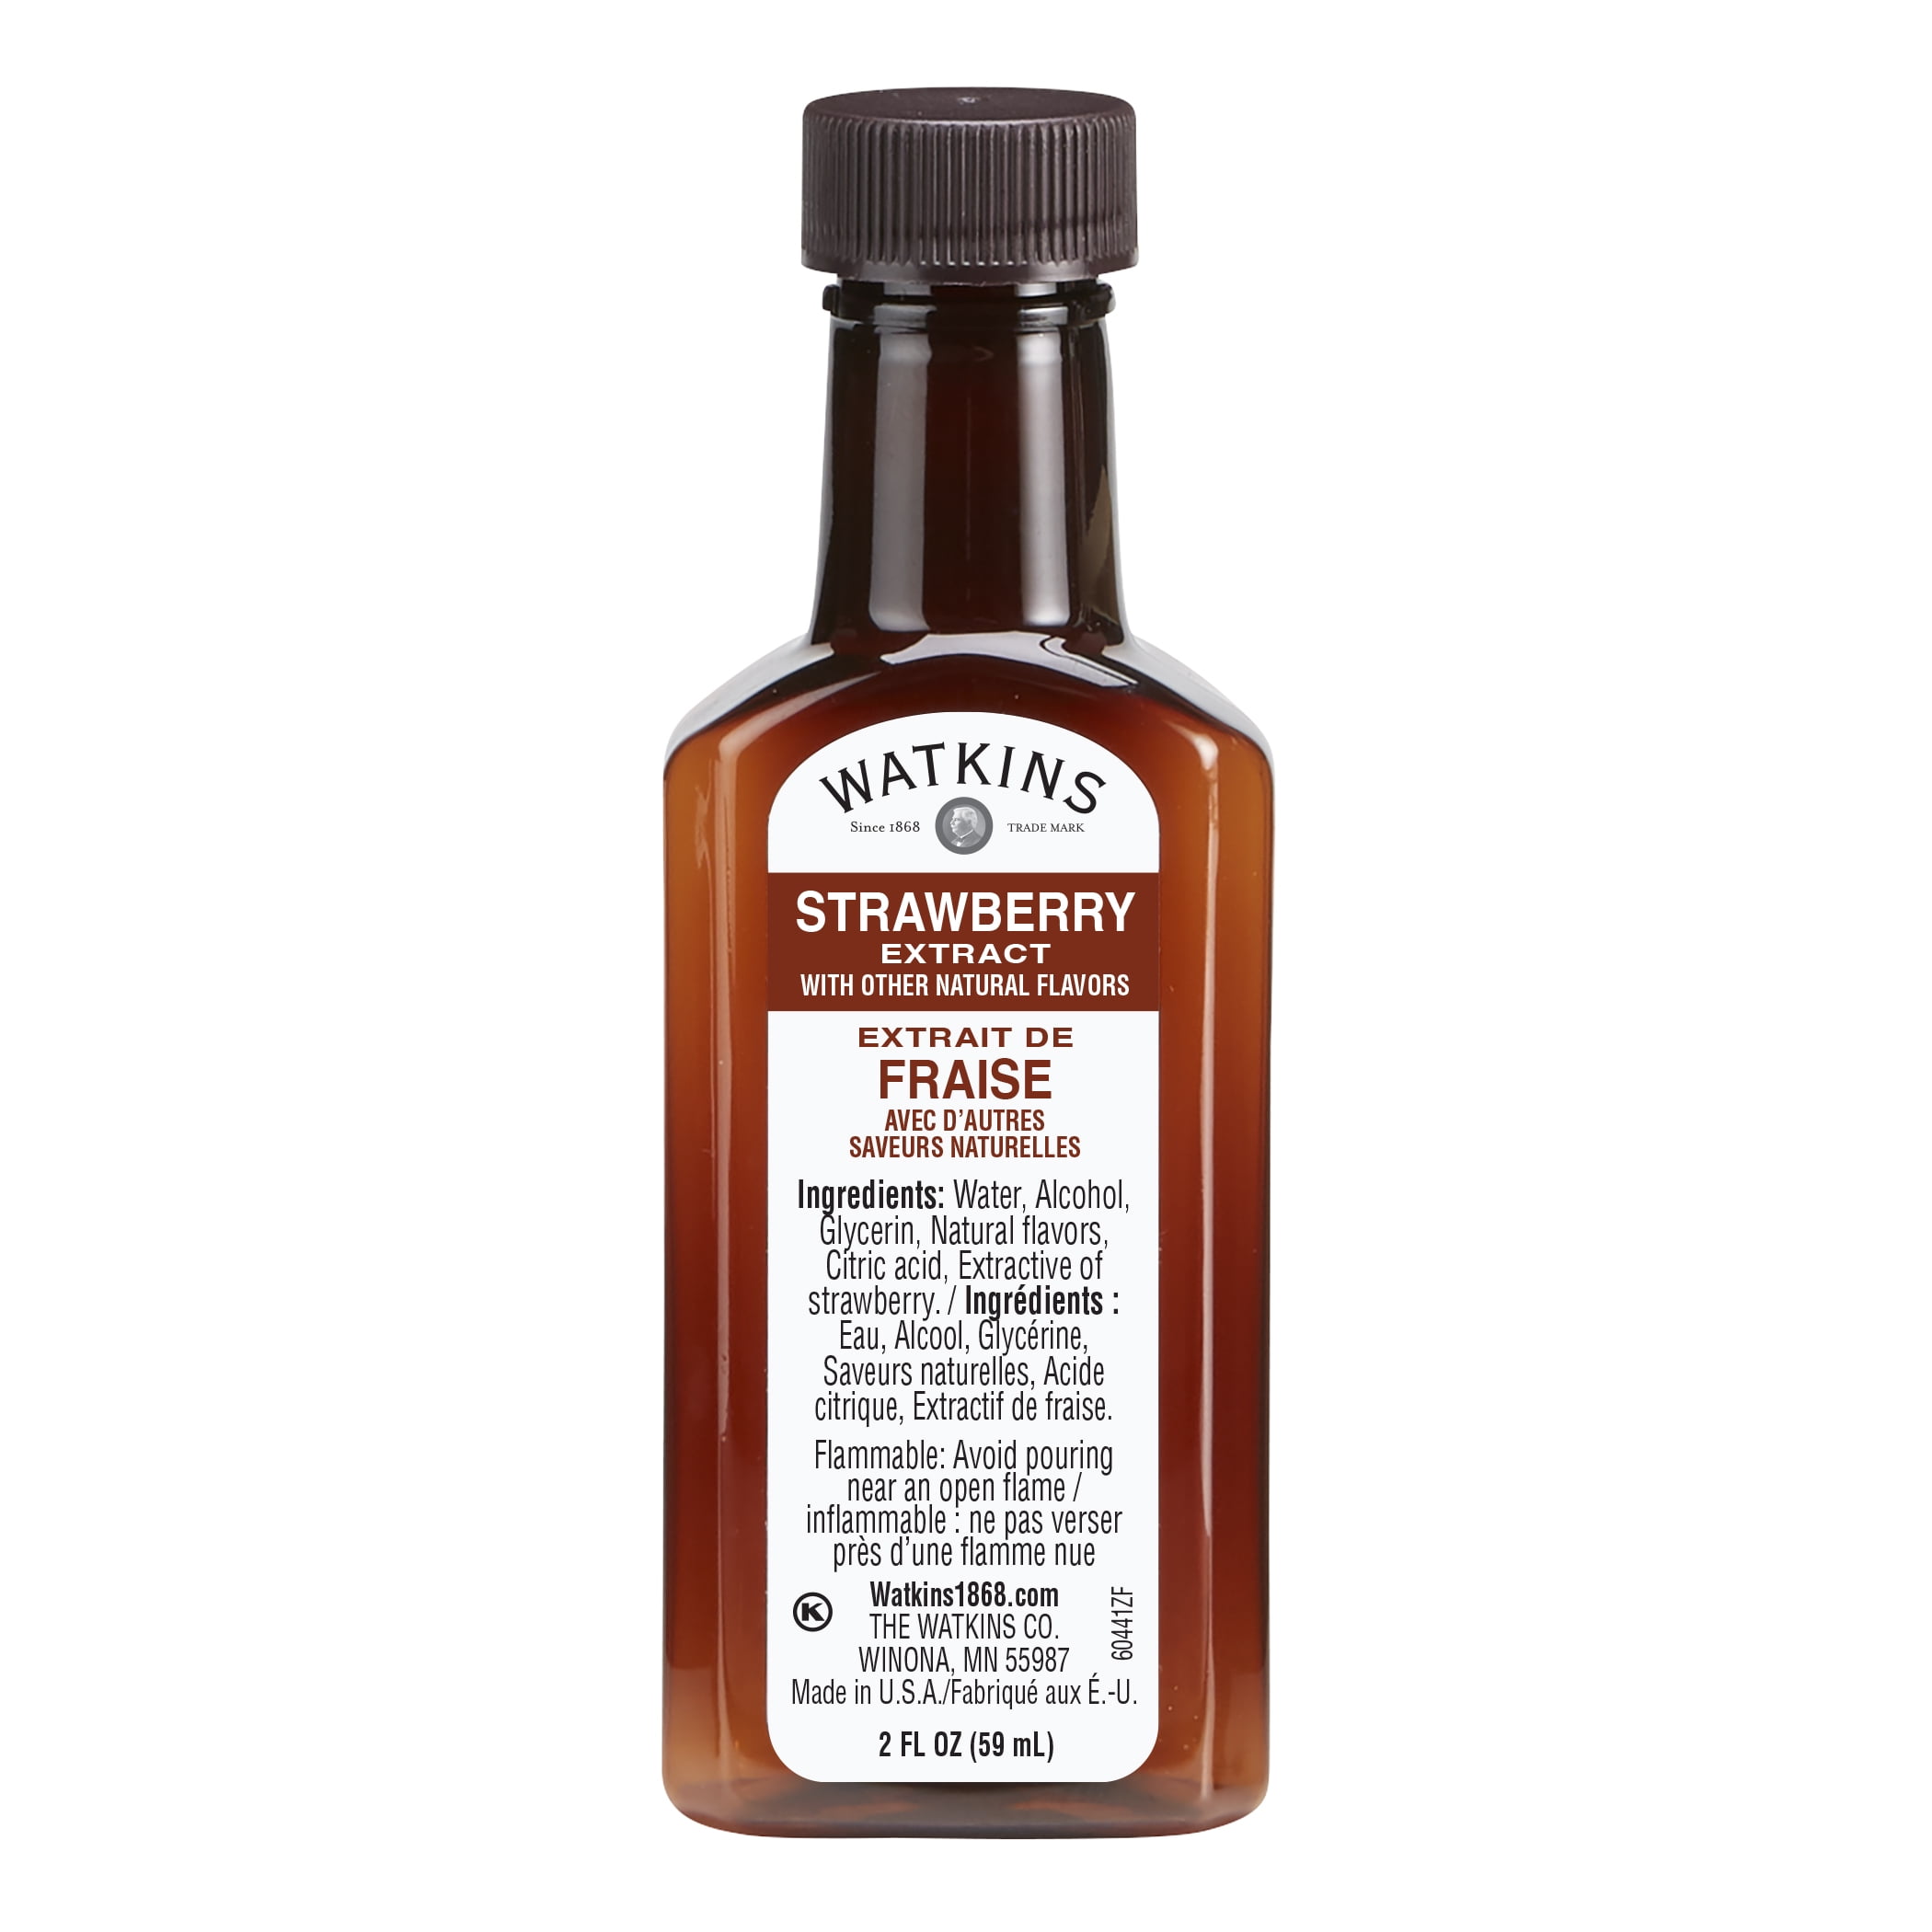 WATKINS
Since 1868 TRADE MARK
STRAWBERRY
EXTRACT
WITH OTHER NATURAL FLAVORS
EXTRAIT DE
FRAISE
AVEC D’AUTRES
SAVEURS NATURELLES
Ingredients: Water, Alcohol,
Glycerin, Natural flavors,
Citric acid, Extractive of
strawberry. / Ingrédients :
Eau, Alcool, Glycérine,
Saveurs naturelles, Acide
citrique, Extractif de fraise.
Flammable: Avoid pouring
near an open flame /
inflammable : ne pas verser
près d’une flamme nue
K
Watkins1868.com
THE WATKINS CO.
WINONA, MN 55987
60441ZF
Made in U.S.A./Fabriqué aux É.-U.
2 FL OZ (59 mL)